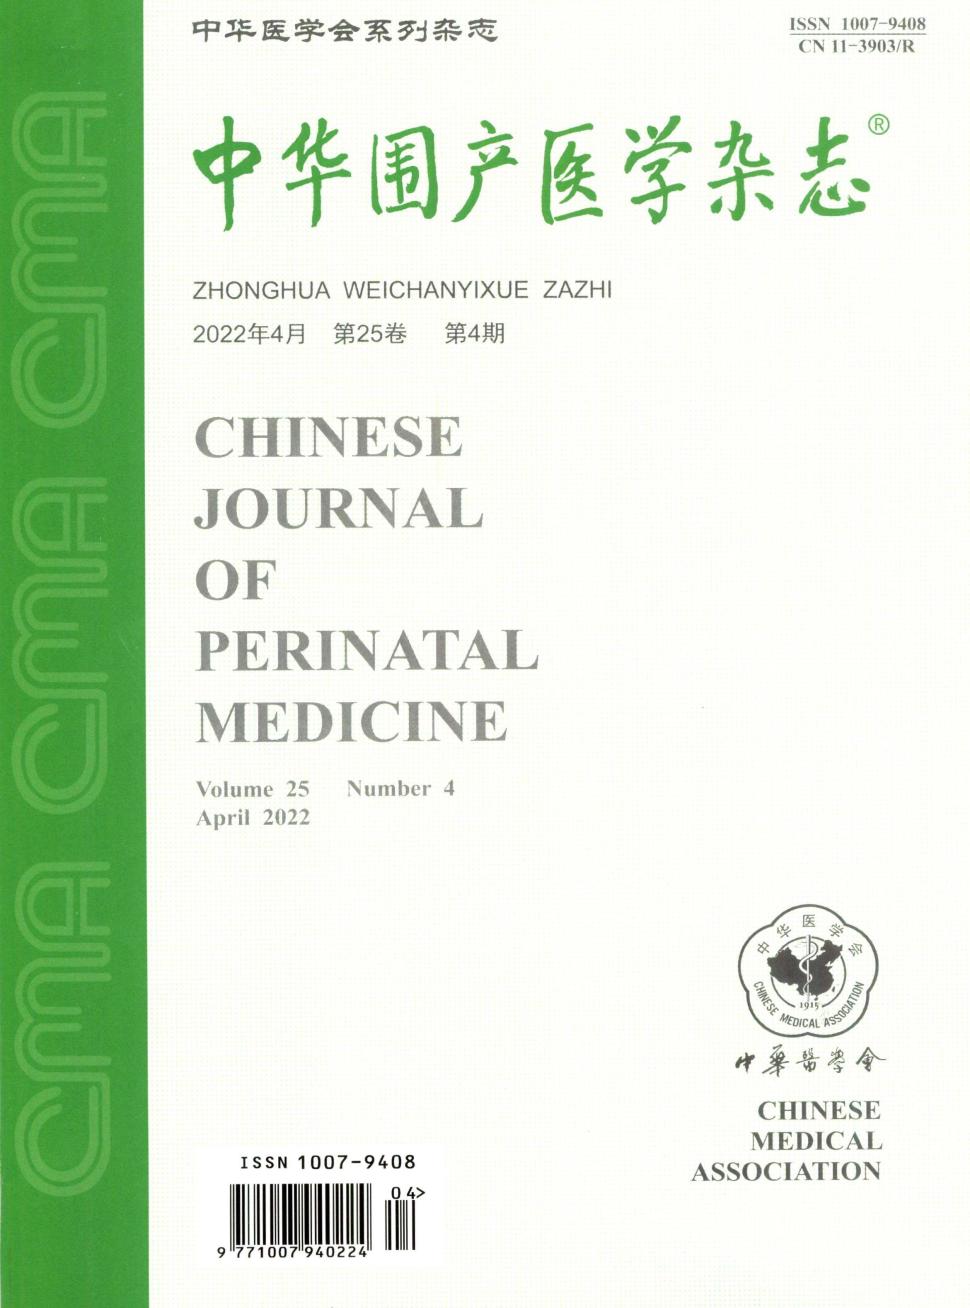 中华医学会系列杂志
ISSN 1007-9408
CN 11-3903/R
中华围产医学杂志®
ZHONGHUA WEICHANYIXUE ZAZHI
2022年4月 第25卷 第4期
CHINESE
JOURNAL
OF
PERINATAL
MEDICINE
Volume 25 Number 4
April 2022
CMA CMA CMA
中华医学会
1915
CHINESE MEDICAL ASSOCIATION
中華醫學會
CHINESE
MEDICAL
ASSOCIATION
ISSN 1007-9408
04>
9 771007 940224